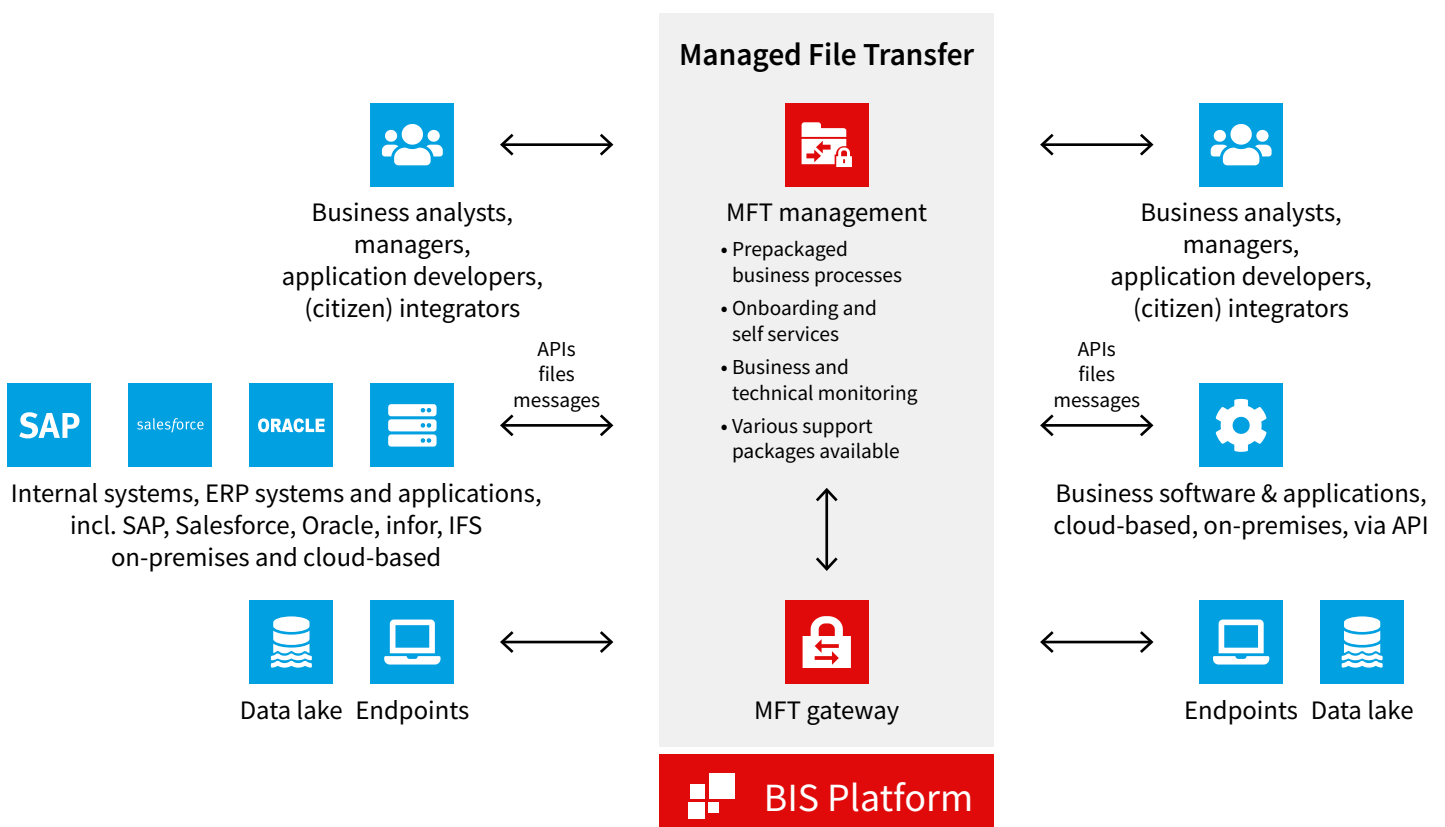 Managed File Transfer
Business analysts,
managers,
application developers,
(citizen) integrators
MFT management
• Prepackaged
business processes
• Onboarding and
self services
• Business and
technical monitoring
• Various support
packages available
Business analysts,
managers,
application developers,
(citizen) integrators
APIs
files
messages
APIs
files
messages
SAP
salesforce
ORACLE
Internal systems, ERP systems and applications,
incl. SAP, Salesforce, Oracle, infor, IFS
on-premises and cloud-based
Business software & applications,
cloud-based, on-premises, via API
Data lake
Endpoints
MFT gateway
Endpoints
Data lake
BIS Platform